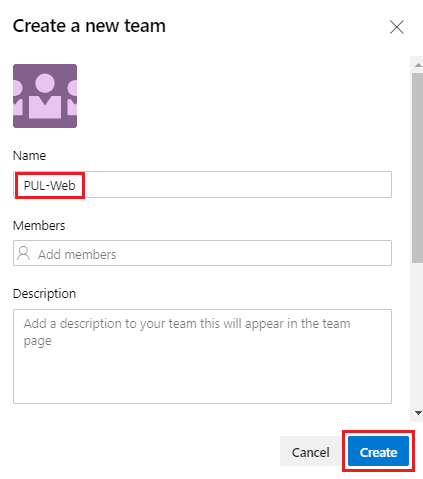 Create a new team
Name
PUL-Web
Members
Add members
Description
Add a description to your team this will appear in the team
page
Cancel
Create